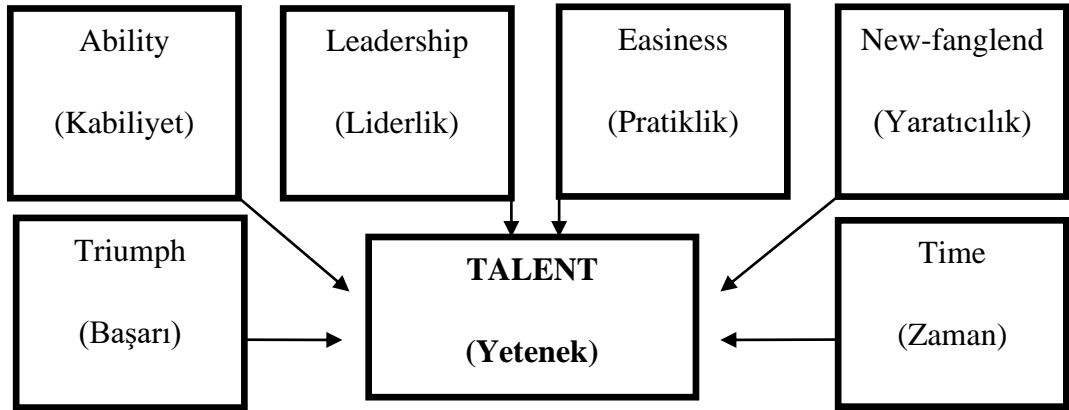 Ability
(Kabiliyet)
Leadership
(Liderlik)
Easiness
(Pratiklik)
New-fanglend
(Yaratıcılık)
Triumph
(Başarı)
TALENT
(Yetenek)
Time
(Zaman)